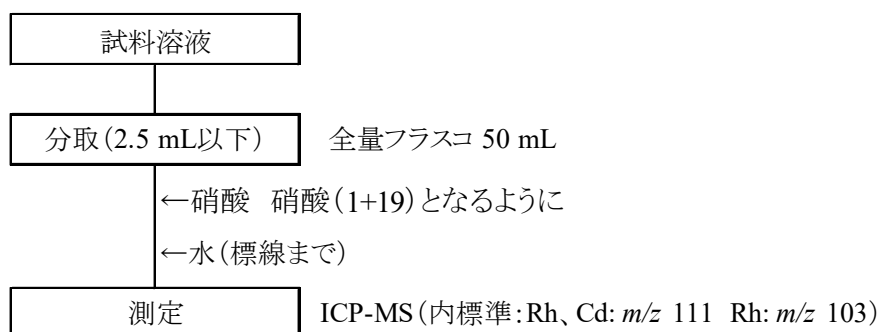 試料溶液
分取（2.5 mL以下） 全量フラスコ 50 mL
←硝酸 硝酸（1+19）となるように
←水（標線まで）
測定 ICP-MS（内標準：Rh、Cd: m/z 111 Rh: m/z 103）